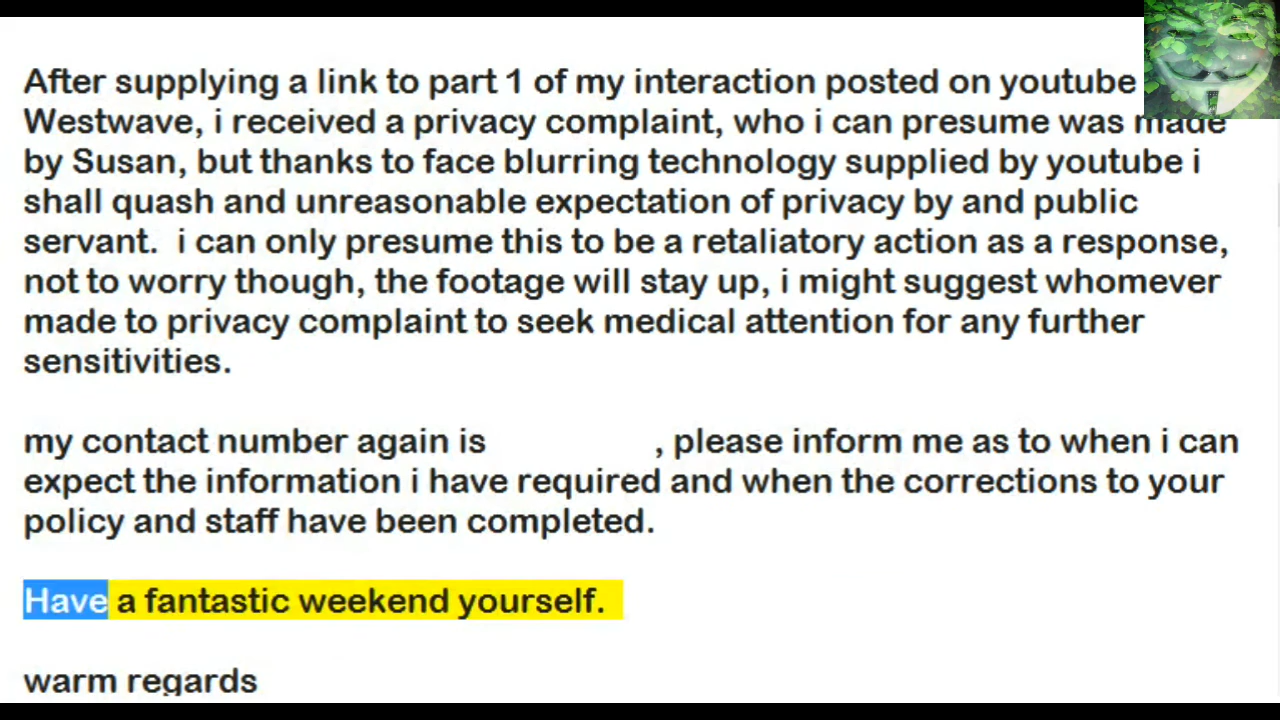 After supplying a link to part 1 of my interaction posted on youtube
Westwave, i received a privacy complaint, who i can presume was made
by Susan, but thanks to face blurring technology supplied by youtube i
shall quash and unreasonable expectation of privacy by and public
servant. i can only presume this to be a retaliatory action as a response,
not to worry though, the footage will stay up, i might suggest whomever
made to privacy complaint to seek medical attention for any further
sensitivities.
my contact number again is , please inform me as to when i can
expect the information i have required and when the corrections to your
policy and staff have been completed.
Have a fantastic weekend yourself.
warm regards